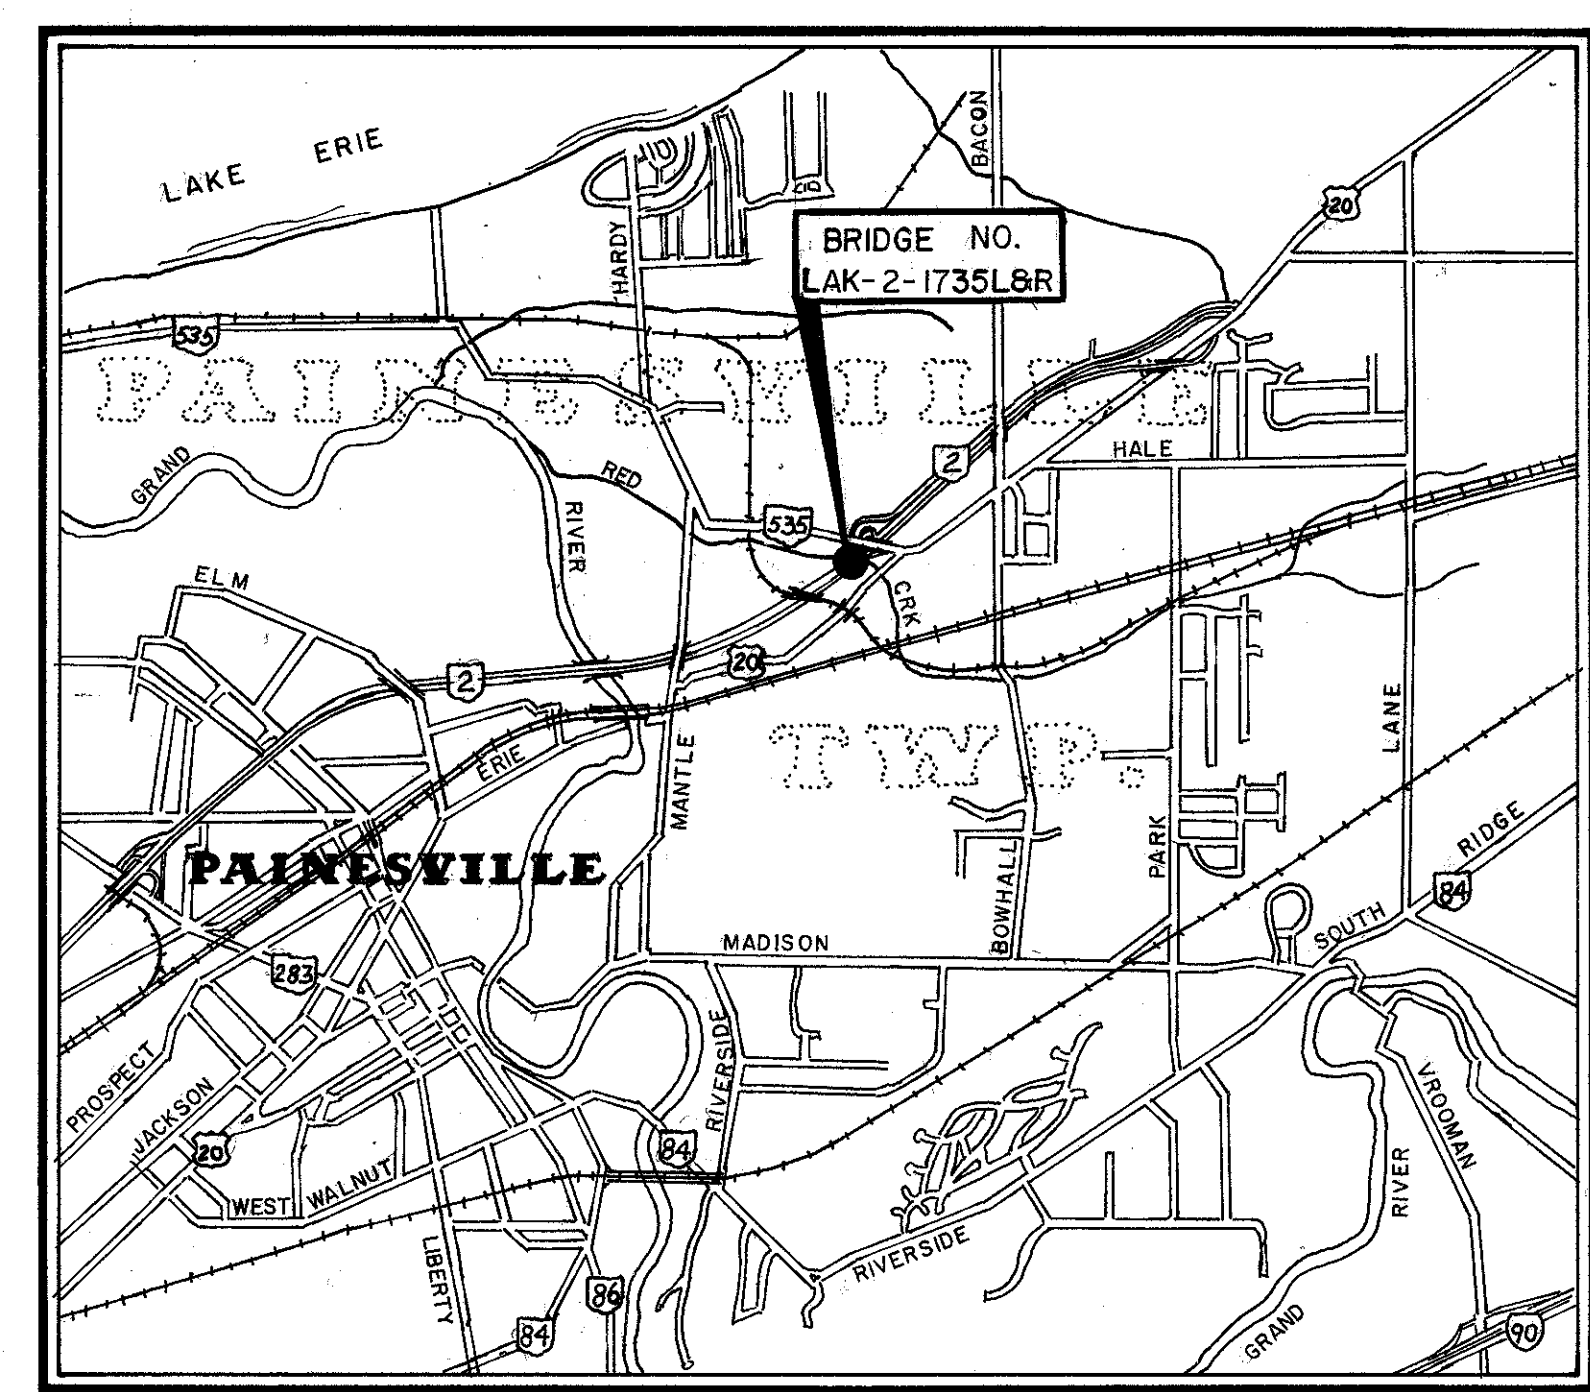 LAKE ERIE
BACON
20
BRIDGE NO.
LAK-2-1735L&R
HARDY
535
PAINESVILLE
HALE
2
GRAND
RED
535
RIVER
ELM
CRK
20
2
LANE
TWP.
MANTLE
ERIE
PARK
RIDGE
PAINESVILLE
BOWHALL
84
SOUTH
MADISON
283
RIVERSIDE
PROSPECT
JACKSON
VROOMAN
20
84
RIVER
WEST WALNUT
LIBERTY
RIVERSIDE
86
84
GRAND
90